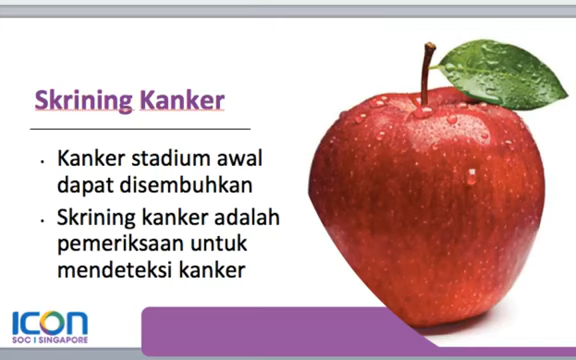 Skrining Kanker
• Kanker stadium awal
dapat disembuhkan
• Skrining kanker adalah
pemeriksaan untuk
mendeteksi kanker
ICON
SOC I SINGAPORE